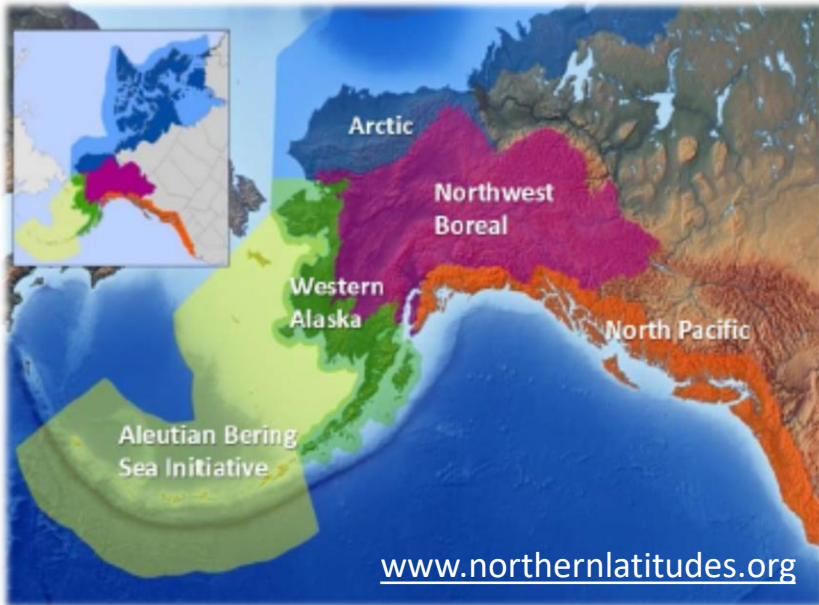 Arctic
Northwest
Boreal
Western
Alaska
North Pacific
Aleutian Bering
Sea Initiative
www.northernlatitudes.org